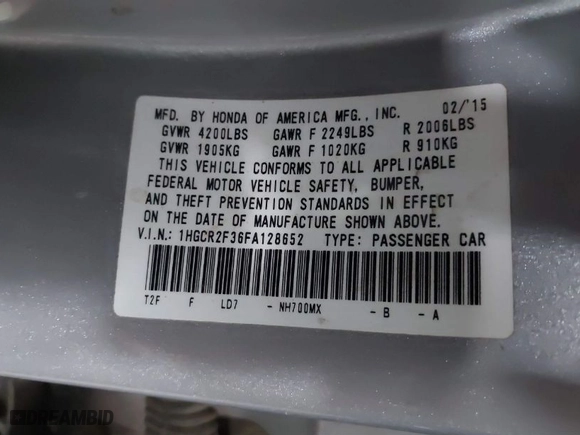 MFD. BY HONDA OF AMERICA MFG., INC. 02/'15
GVWR 4200LBS GAWR F 2249LBS R 2006LBS
GVWR 1905KG GAWR F 1020KG R 910KG
THIS VEHICLE CONFORMS TO ALL APPLICABLE
FEDERAL MOTOR VEHICLE SAFETY, BUMPER,
AND THEFT PREVENTION STANDARDS IN EFFECT
ON THE DATE OF MANUFACTURE SHOWN ABOVE.
V.I.N.: 1HGCR2F36FA128652 TYPE: PASSENGER CAR
T2F F LD7 - NH700MX - B - A
DREAMBID